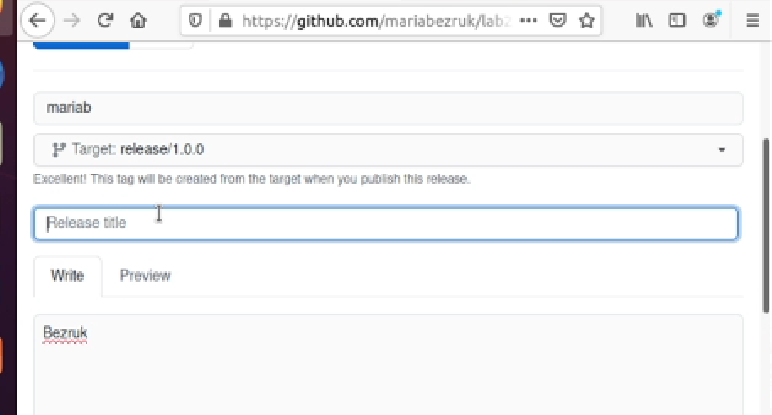 https://github.com/mariabezruk/lab2
mariab
Target: release/1.0.0
Excellent! This tag will be created from the target when you publish this release.
Release title
Write Preview
Bezruk